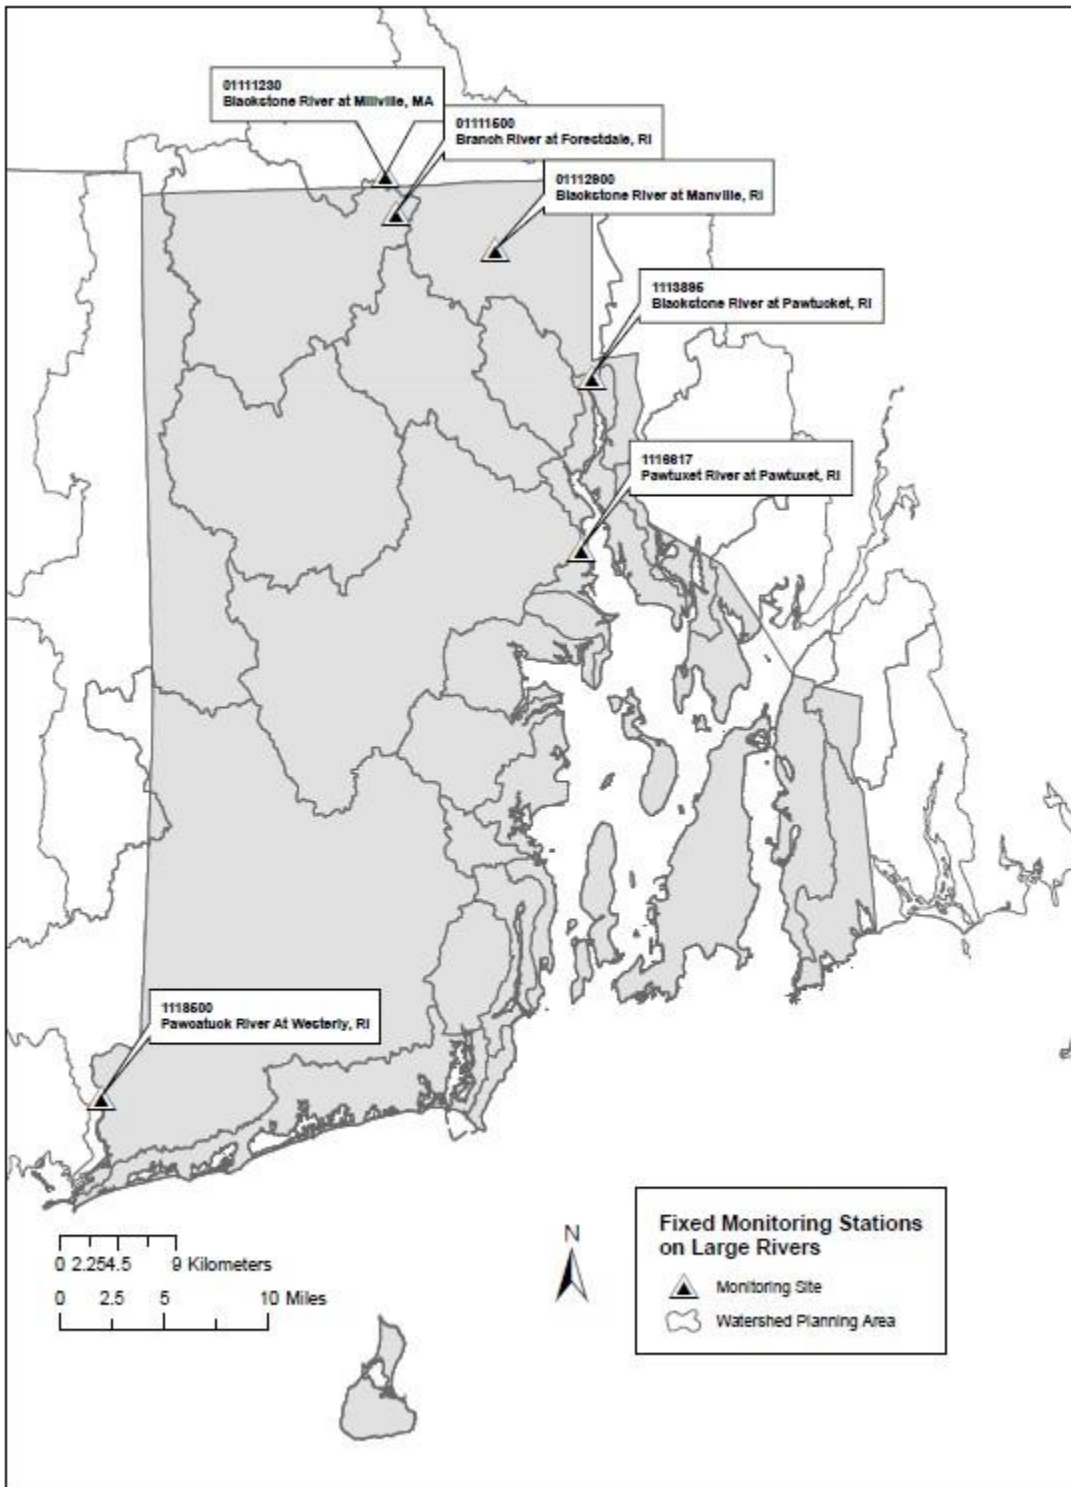 01111230
Blackstone River at Millville, MA
01111500
Branch River at Forestdale, RI
01112900
Blackstone River at Manville, RI
1113895
Blackstone River at Pawtucket, RI
1116617
Pawtuxet River at Pawtuxet, RI
1118500
Pawcatuck River At Westerly, RI
0 2.254.5 9 Kilometers
0 2.5 5 10 Miles
N
Fixed Monitoring Stations
on Large Rivers
Monitoring Site
Watershed Planning Area